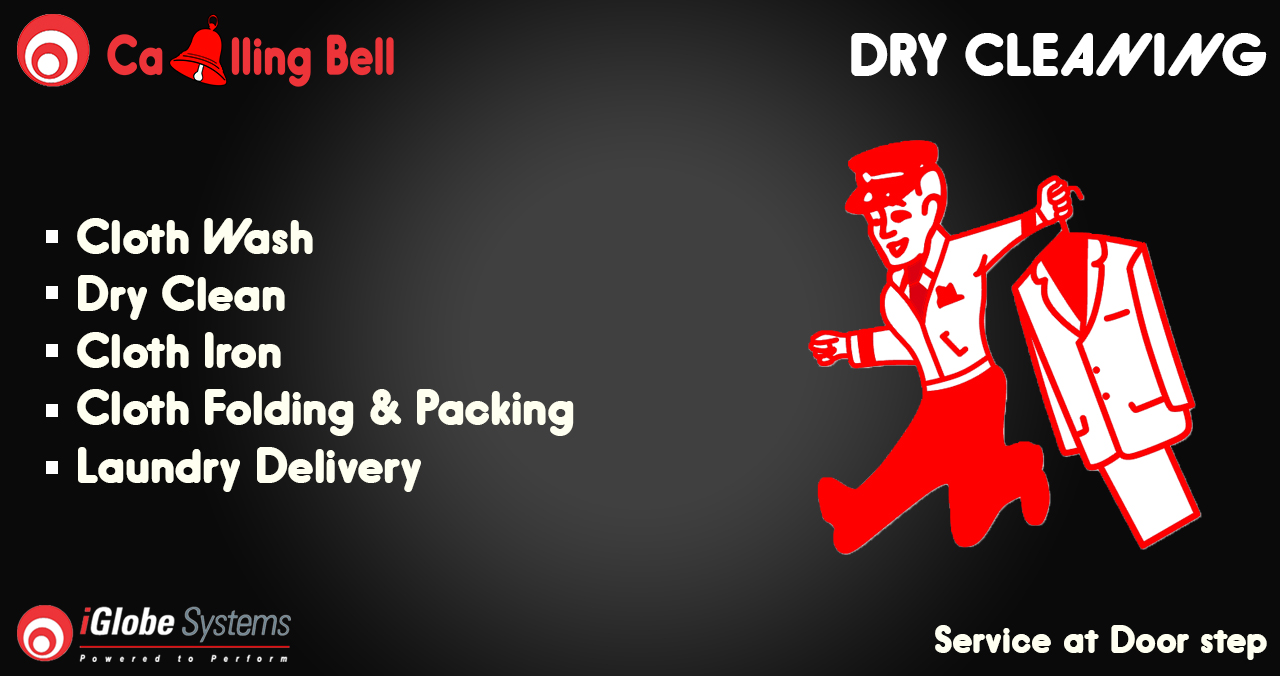 Calling Bell
DRY CLEANING
Cloth Wash
Dry Clean
Cloth Iron
Cloth Folding & Packing
Laundry Delivery
iGlobe Systems
Powered to Perform
Service at Door step